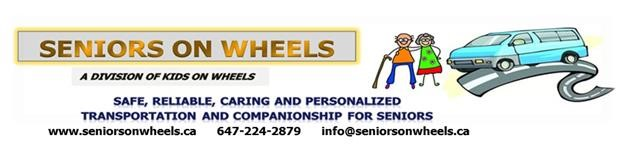 SENIORS ON WHEELS
A DIVISION OF KIDS ON WHEELS
SAFE, RELIABLE, CARING AND PERSONALIZED
TRANSPORTATION AND COMPANIONSHIP FOR SENIORS
www.seniorsonwheels.ca 647-224-2879 info@seniorsonwheels.ca